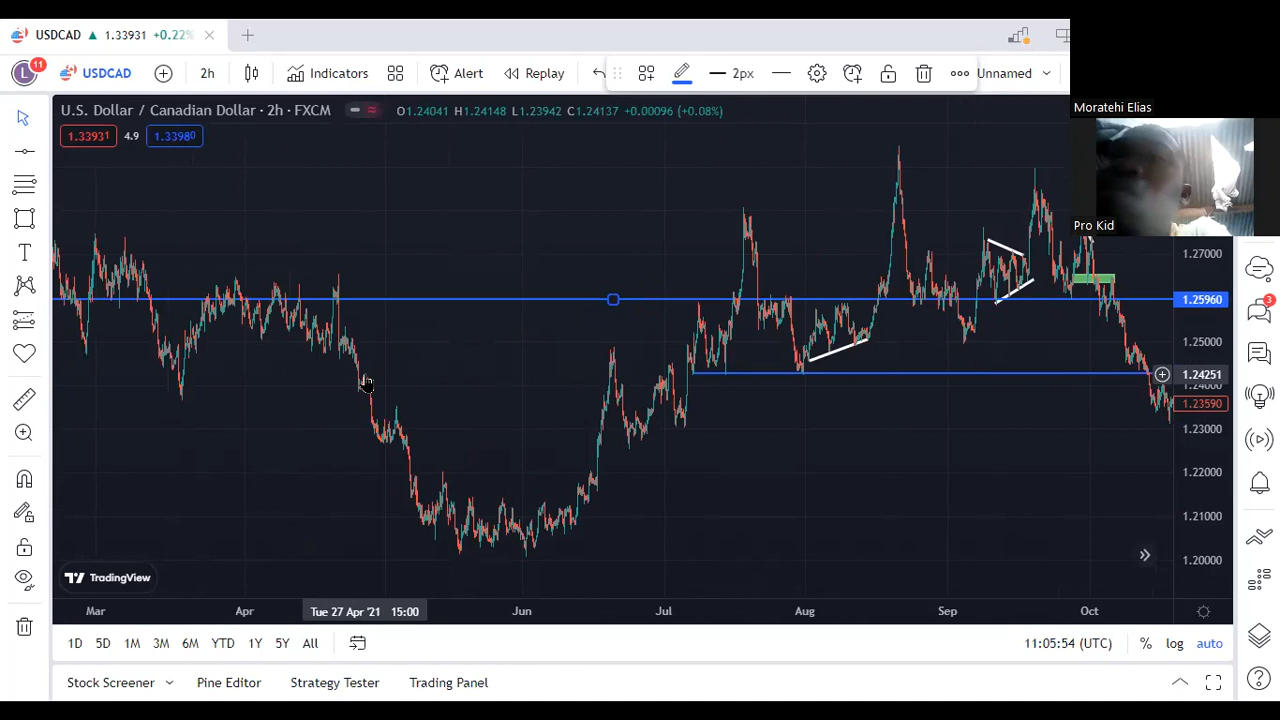 USDCAD ▲ 1.33931 +0.22%
L 11 USDCAD 2h Indicators Alert Replay 2px Unnamed
Moratehi Elias
U.S. Dollar / Canadian Dollar · 2h · FXCM O1.24041 H1.24148 L1.23942 C1.24137 +0.00096 (+0.08%)
1.33931 4.9 1.33980
Pro Kid
1.27000
1.25960
3
1.25000
1.24251
1.24000
1.23590
1.23000
1.22000
1.21000
1.20000
TradingView
Mar Apr Tue 27 Apr '21 15:00 Jun Jul Aug Sep Oct
1D 5D 1M 3M 6M YTD 1Y 5Y All 11:05:54 (UTC) % log auto
Stock Screener Pine Editor Strategy Tester Trading Panel